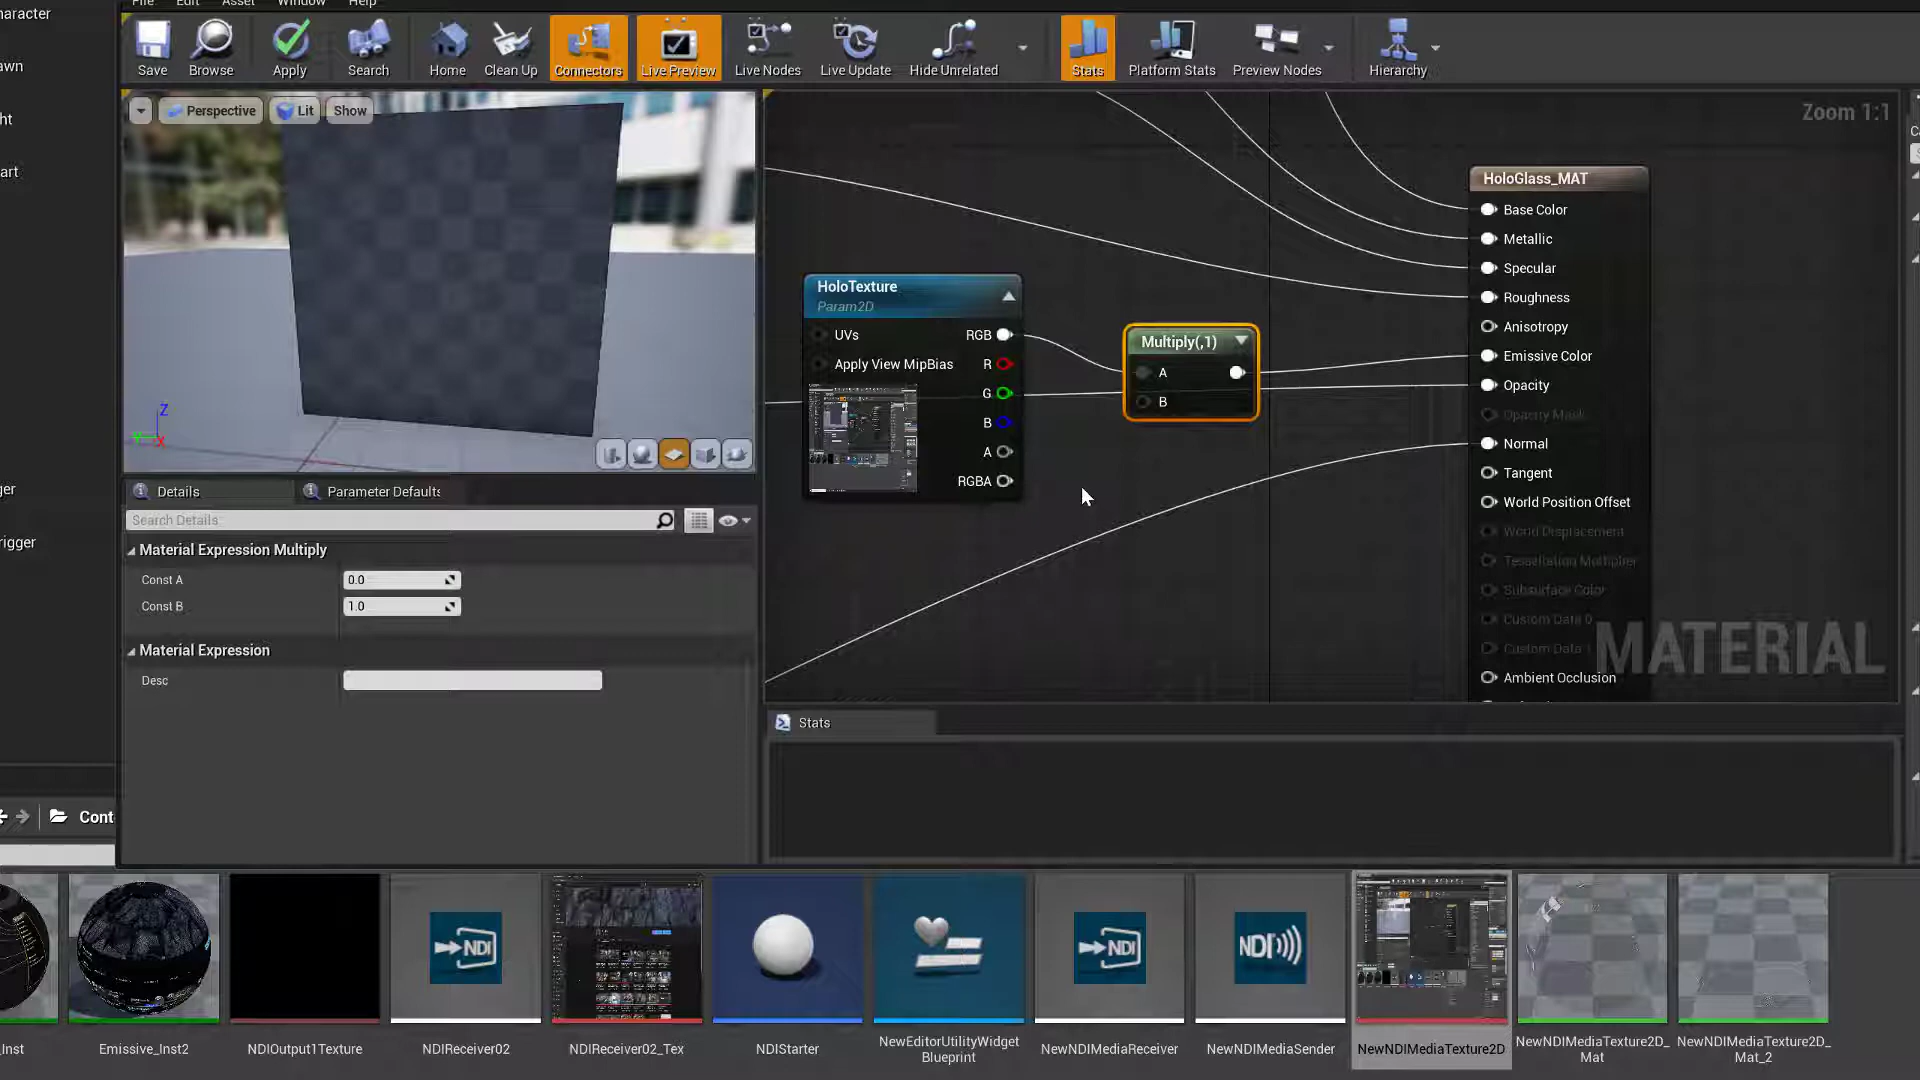 File Edit Asset Window Help
aracter
awn
ht
art
ger
rigger
Save Browse Apply Search Home Clean Up Connectors Live Preview Live Nodes Live Update Hide Unrelated Stats Platform Stats Preview Nodes Hierarchy
Perspective Lit Show
Zoom 1:1
HoloGlass_MAT
Base Color
Metallic
Specular
Roughness
Anisotropy
Emissive Color
Opacity
Opacity Mask
Normal
Tangent
World Position Offset
World Displacement
Tessellation Multiplier
Subsurface Color
Custom Data 0
Custom Data 1
Ambient Occlusion
MATERIAL
HoloTexture
Param2D
UVs RGB
Apply View MipBias R
G
B
A
RGBA
Multiply(,1)
A
B
Z
Y X
Details Parameter Defaults
Search Details
Material Expression Multiply
Const A 0.0
Const B 1.0
Material Expression
Desc
Stats
Cont
NDI NDI NDI
_Inst Emissive_Inst2 NDIOutput1Texture NDIReceiver02 NDIReceiver02_Tex NDIStarter NewEditorUtilityWidget
Blueprint NewNDIMediaReceiver NewNDIMediaSender NewNDIMediaTexture2D NewNDIMediaTexture2D_
Mat NewNDIMediaTexture2D_
Mat_2